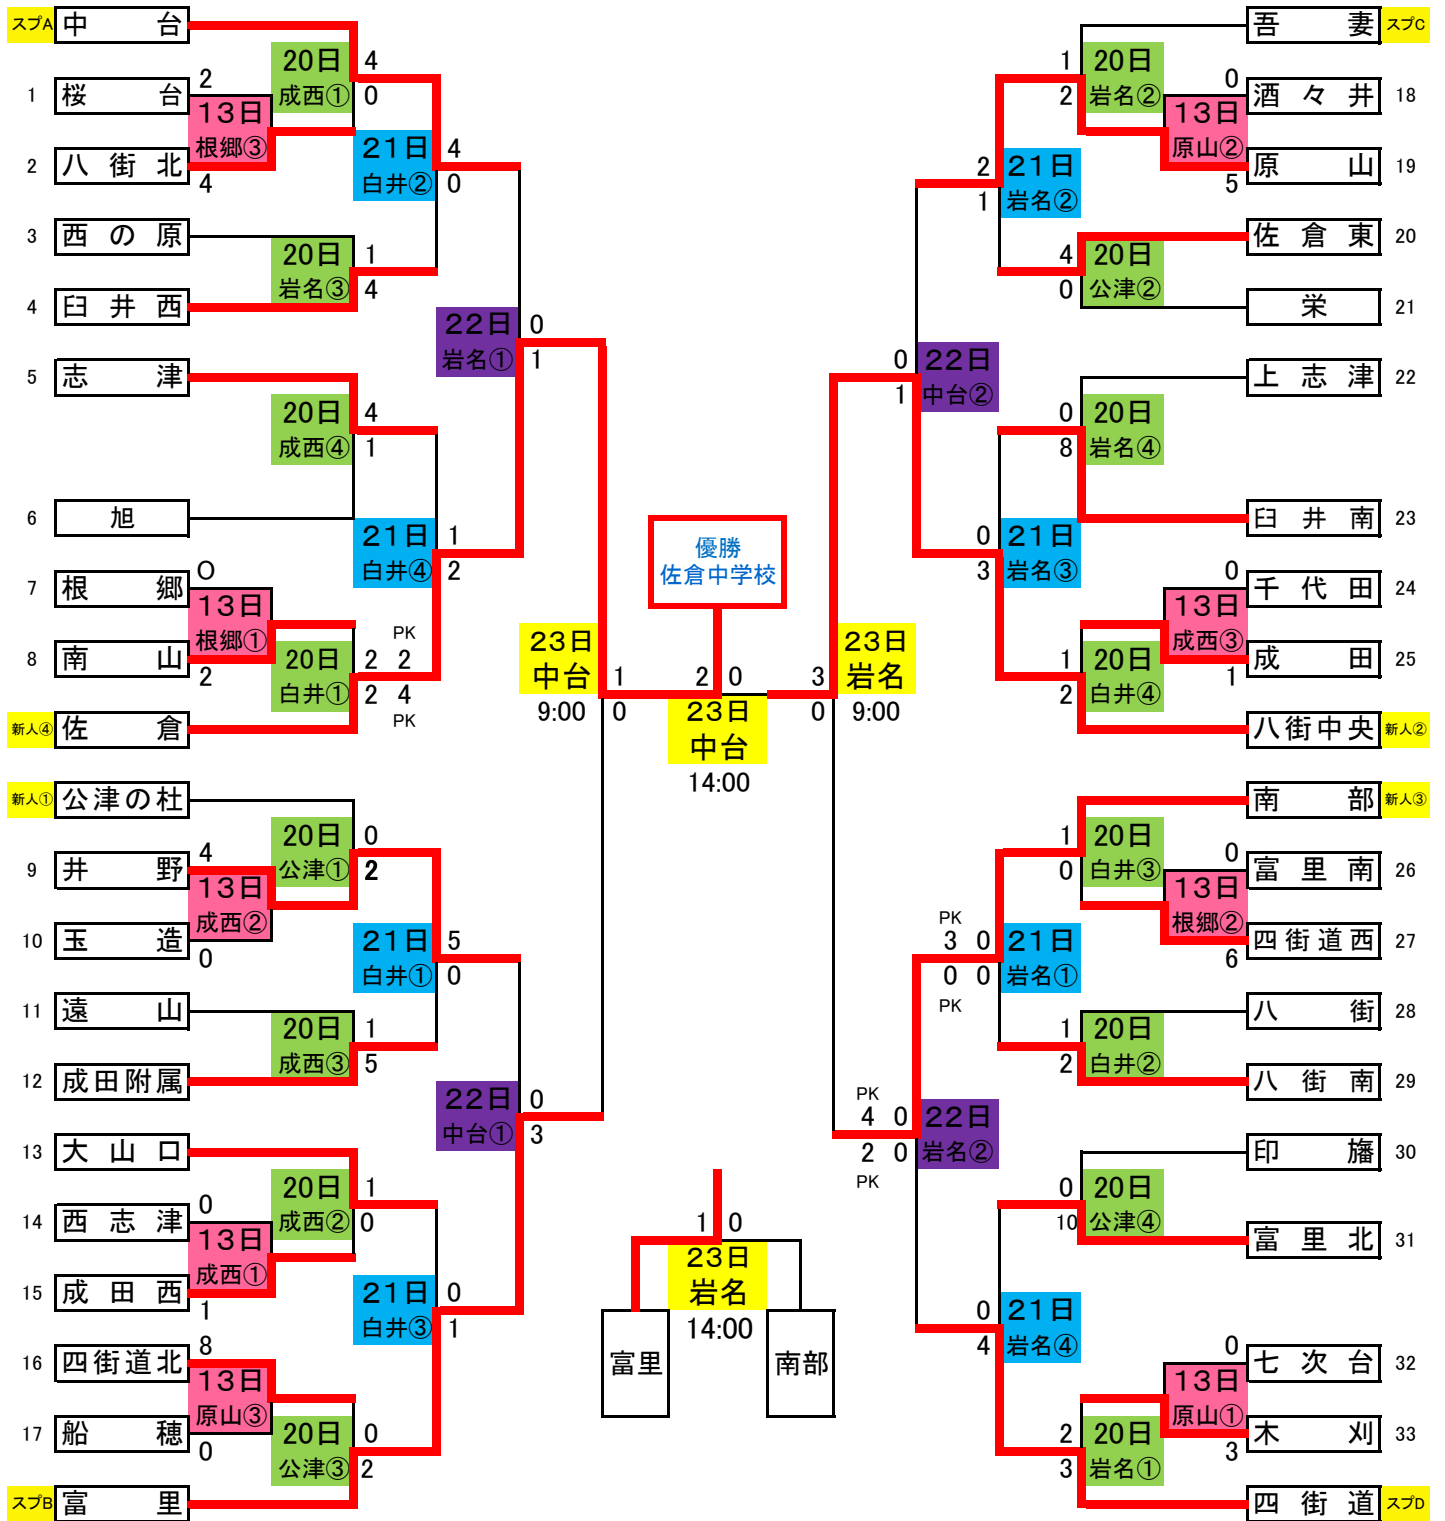 スプA 中台
20日 4
成西① 0
1 桜台 2
13日
根郷③
2 八街北 4
21日 4
白井② 0
3 西の原
20日 1
岩名③ 4
4 臼井西
22日 0
岩名① 1
5 志津
20日 4
成西④ 1
6 旭
21日 1
白井④ 2
7 根郷 O
13日
根郷①
8 南山 2
PK
20日 2 2
白井① 2 4
PK
新人④ 佐倉
新人① 公津の杜
20日 0
公津① 2
9 井野 4
13日
成西②
10 玉造 0
21日 5
白井① 0
11 遠山
20日 1
成西③ 5
12 成田附属
22日 0
中台① 3
13 大山口
20日 1
成西② 0
14 西志津 0
13日
成西①
15 成田西 1
21日 0
白井③ 1
16 四街道北 8
13日
原山③
17 船穂 0
20日 0
公津③ 2
スプB 富里
優勝
佐倉中学校
23日 1
中台
9:00 0
2 0
23日
中台
14:00
3 23日
岩名
0 9:00
1 0
23日
岩名
14:00
富里 南部
吾妻 スプC
1 20日
2 岩名②
0 酒々井 18
13日
原山②
5 原山 19
2 21日
1 岩名②
佐倉東 20
4 20日
0 公津②
栄 21
0 22日
1 中台②
上志津 22
0 20日
8 岩名④
臼井南 23
0 21日
3 岩名③
0 千代田 24
13日
成西③
1 成田 25
1 20日
2 白井④
八街中央 新人②
南部 新人③
1 20日
0 白井③
0 富里南 26
13日
根郷②
6 四街道西 27
PK
3 0 21日
0 0 岩名①
PK
八街 28
1 20日
2 白井②
八街南 29
PK
4 0 22日
2 0 岩名②
PK
印旛 30
0 20日
10 公津④
富里北 31
0 21日
4 岩名④
0 七次台 32
13日
原山①
3 木刈 33
2 20日
3 岩名①
四街道 スプD